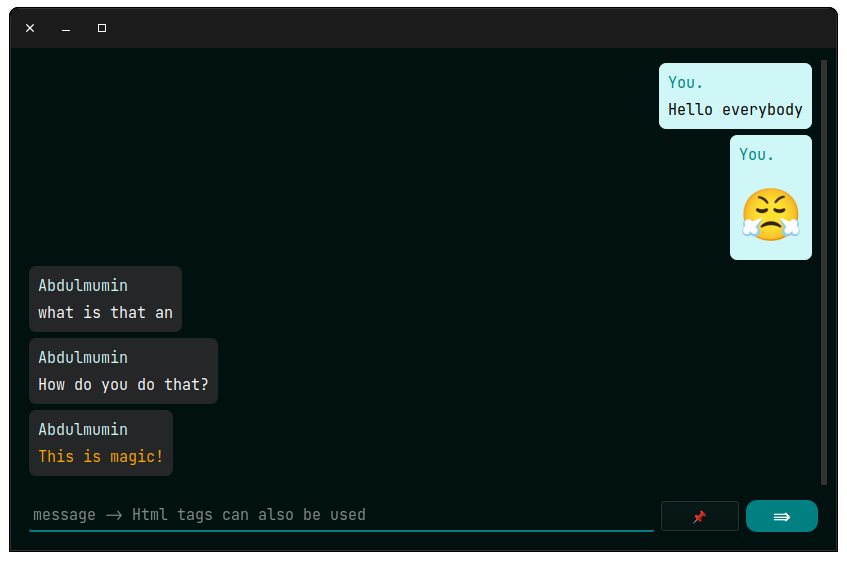 You.
Hello everybody
You.
Abdulmumin
what is that an
Abdulmumin
How do you do that?
Abdulmumin
This is magic!
message → Html tags can also be used